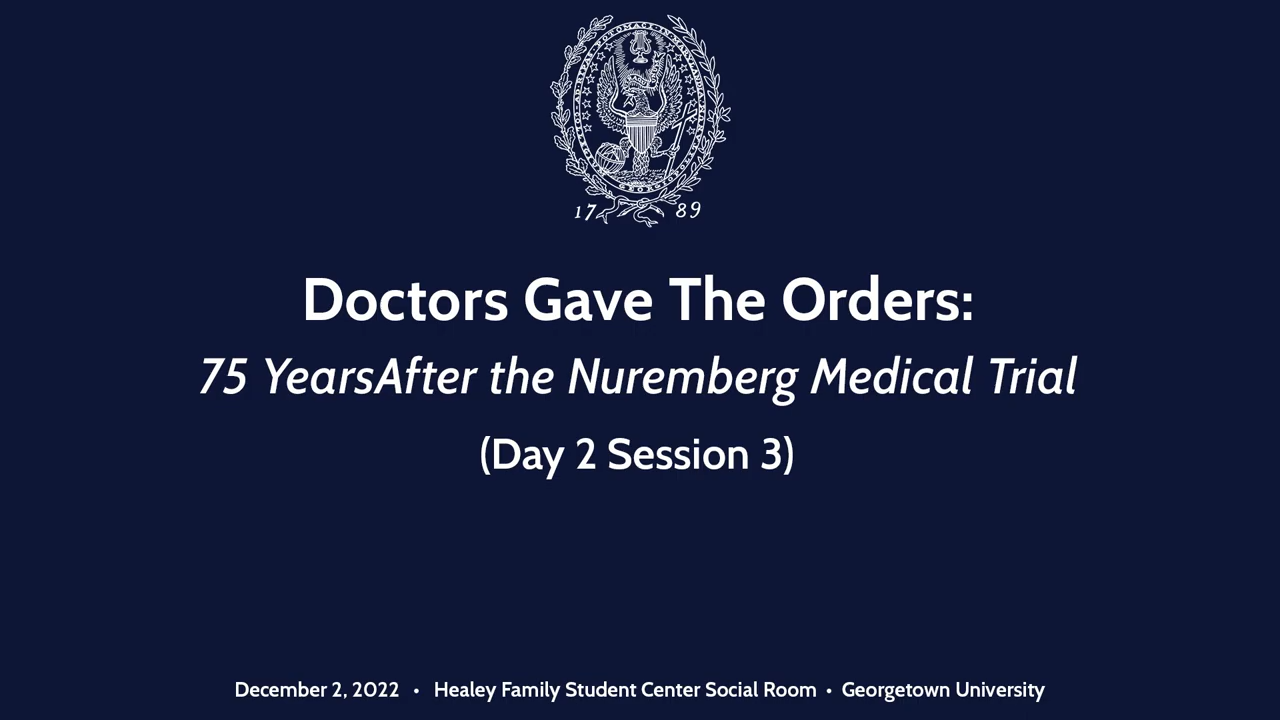 17 89
Doctors Gave The Orders:
75 YearsAfter the Nuremberg Medical Trial
(Day 2 Session 3)
December 2, 2022 • Healey Family Student Center Social Room • Georgetown University